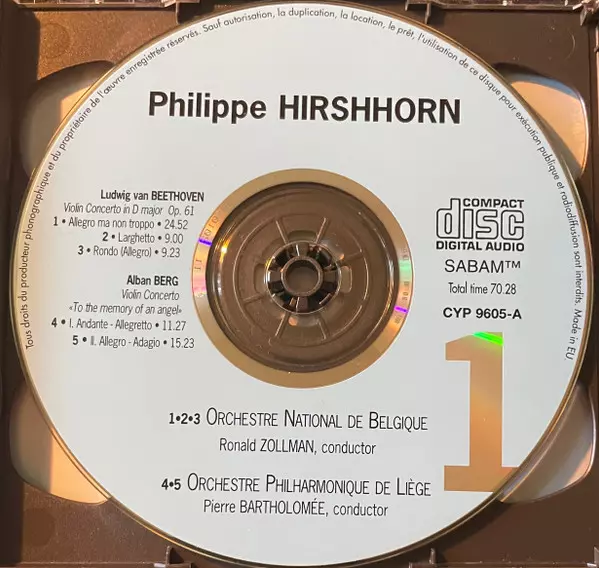 Tous droits du producteur phonographique et du propriétaire de l'œuvre enregistrée réservés. Sauf autorisation, la duplication, la location, le prêt, l'utilisation de ce disque pour exécution publique et radiodiffusion sont interdits. Made in EU.
Philippe HIRSHHORN
Ludwig van BEETHOVEN
Violin Concerto in D major Op. 61
1 • Allegro ma non troppo • 24.52
2 • Larghetto • 9.00
3 • Rondo (Allegro) • 9.23
Alban BERG
Violin Concerto
«To the memory of an angel»
4 • I. Andante - Allegretto • 11.27
5 • II. Allegro - Adagio • 15.23
COMPACT
disc
DIGITAL AUDIO
SABAM™
Total time 70.28
CYP 9605-A
1
1•2•3 ORCHESTRE NATIONAL DE BELGIQUE
Ronald ZOLLMAN, conductor
4•5 ORCHESTRE PHILHARMONIQUE DE LIÈGE
Pierre BARTHOLOMÉE, conductor